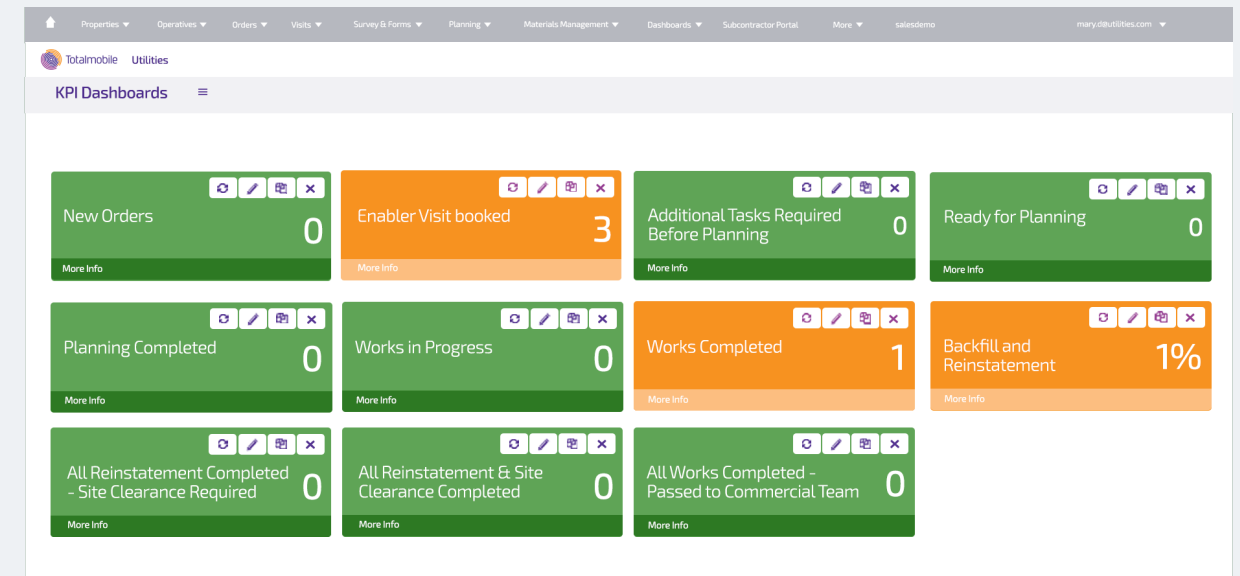 Properties Operatives Orders Visits Survey & Forms Planning Materials Management Dashboards Subcontractor Portal More salesdemo mary.d@utilities.com
Totalmobile Utilities
KPI Dashboards
New Orders
0
More Info
Enabler Visit booked
3
More Info
Additional Tasks Required
Before Planning
0
More Info
Ready for Planning
0
More Info
Planning Completed
0
More Info
Works in Progress
0
More Info
Works Completed
1
More Info
Backfill and
Reinstatement
1%
More Info
All Reinstatement Completed
- Site Clearance Required
0
More Info
All Reinstatement & Site
Clearance Completed
0
More Info
All Works Completed -
Passed to Commercial Team
0
More Info